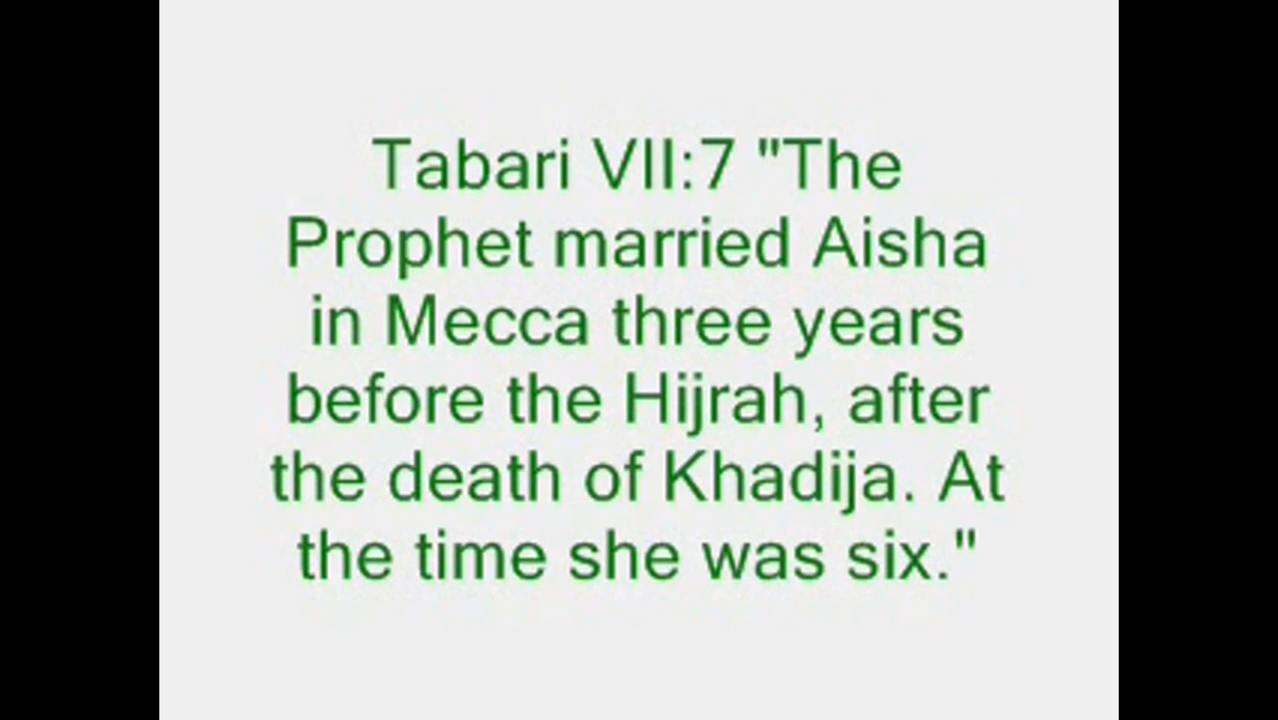 Tabari VII:7 "The
Prophet married Aisha
in Mecca three years
before the Hijrah, after
the death of Khadija. At
the time she was six."